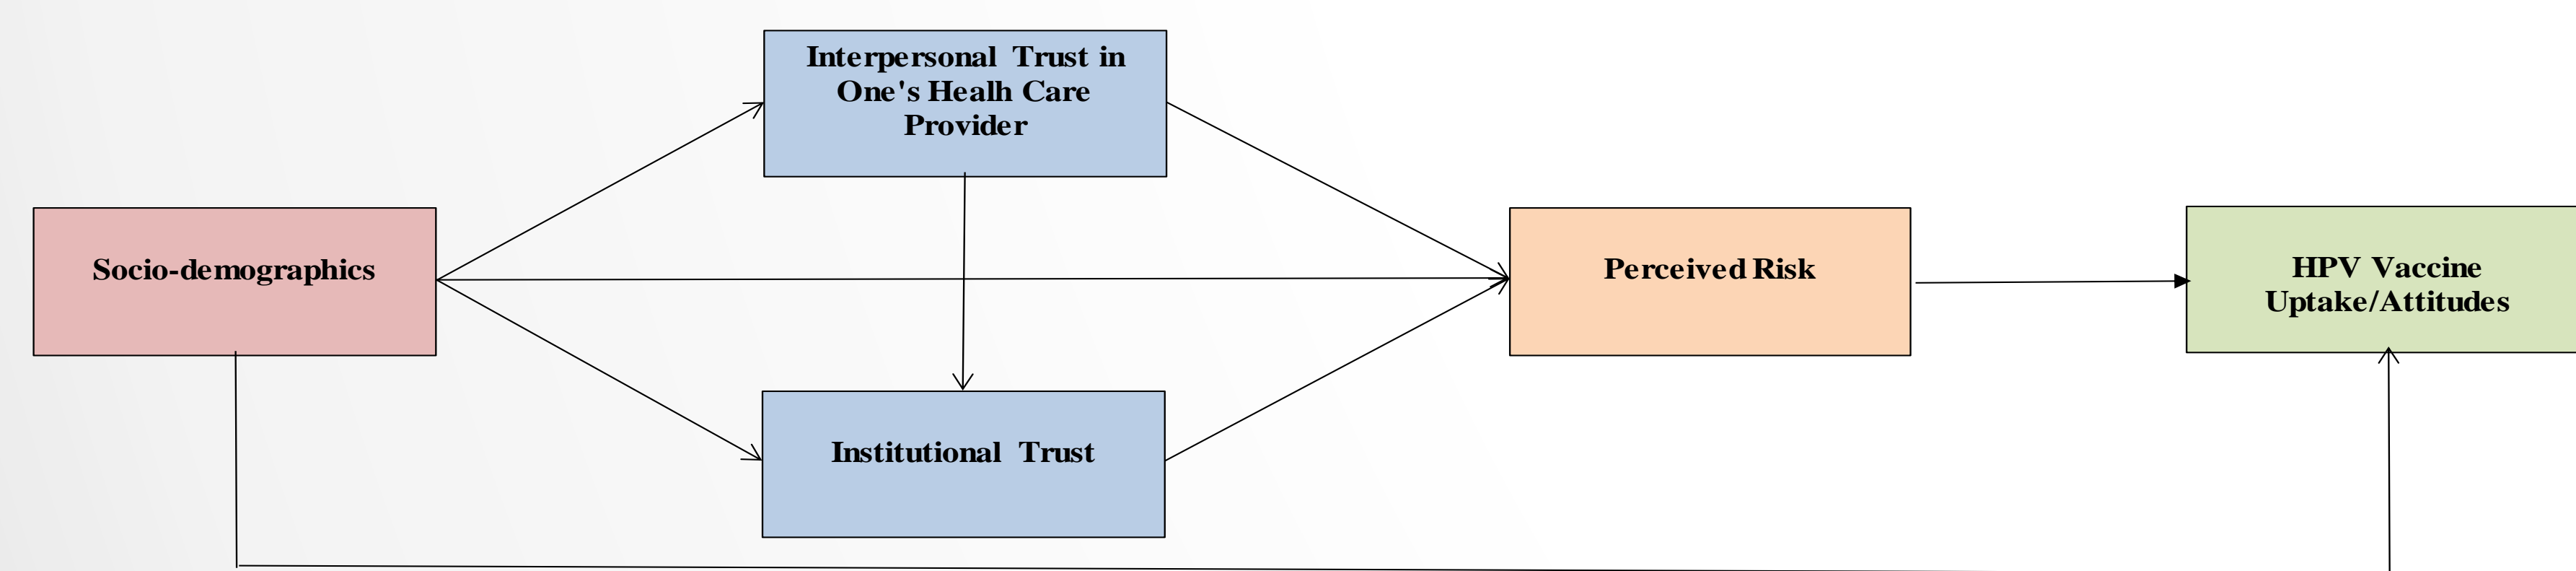 Interpersonal Trust in
One's Healh Care
Provider
Socio-demographics
Perceived Risk
HPV Vaccine
Uptake/Attitudes
Institutional Trust